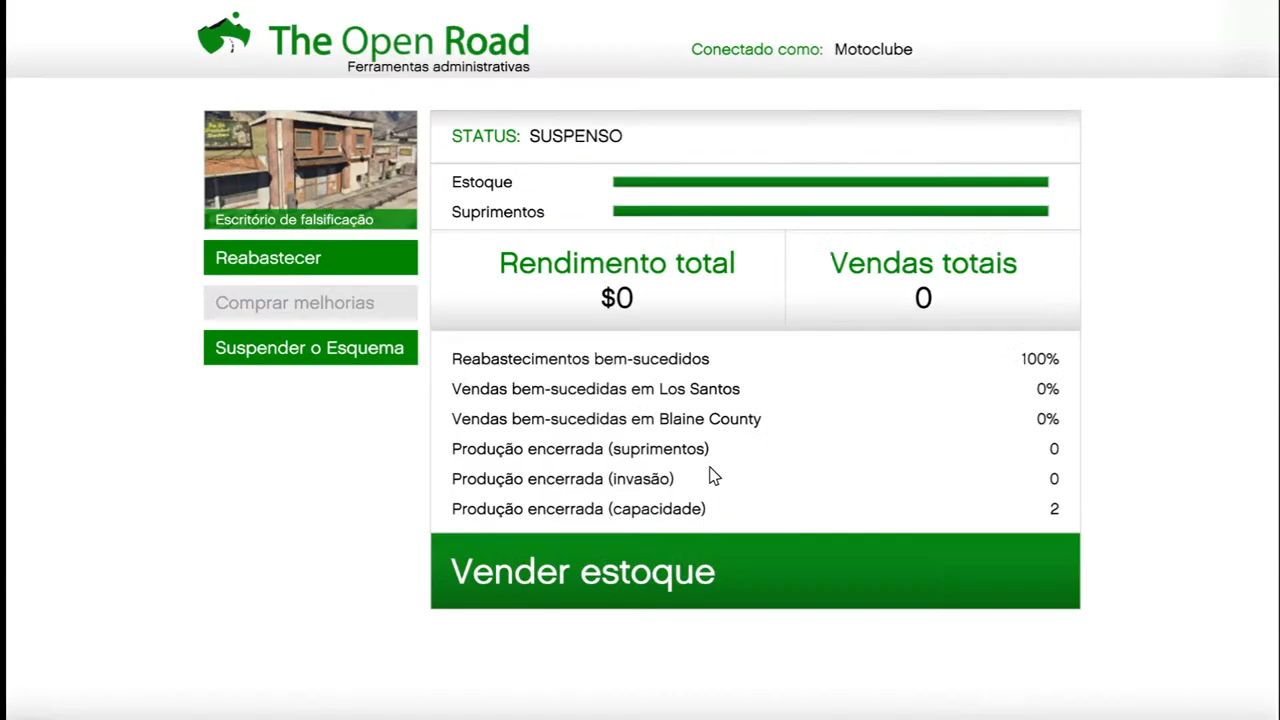 The Open Road
Ferramentas administrativas
Conectado como: Motoclube
Escritório de falsificação
Reabastecer
Comprar melhorias
Suspender o Esquema
STATUS: SUSPENSO
Estoque
Suprimentos
Rendimento total
$0
Vendas totais
0
Reabastecimentos bem-sucedidos 100%
Vendas bem-sucedidas em Los Santos 0%
Vendas bem-sucedidas em Blaine County 0%
Produção encerrada (suprimentos) 0
Produção encerrada (invasão) 0
Produção encerrada (capacidade) 2
Vender estoque